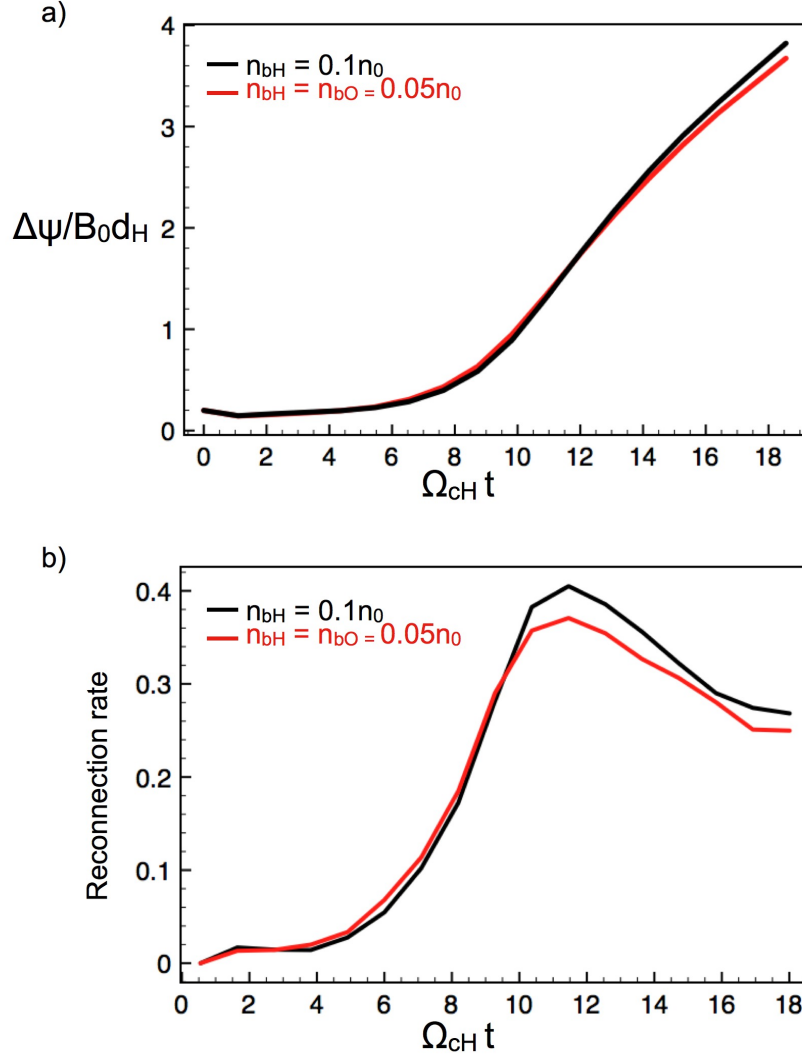 a)
4
n_bH = 0.1n_0
n_bH = n_bO = 0.05n_0
3
Δψ/B_0d_H
2
1
0
0 2 4 6 8 10 12 14 16 18
Ω_cH t
b)
0.4
n_bH = 0.1n_0
n_bH = n_bO = 0.05n_0
0.3
Reconnection rate
0.2
0.1
0
0 2 4 6 8 10 12 14 16 18
Ω_cH t